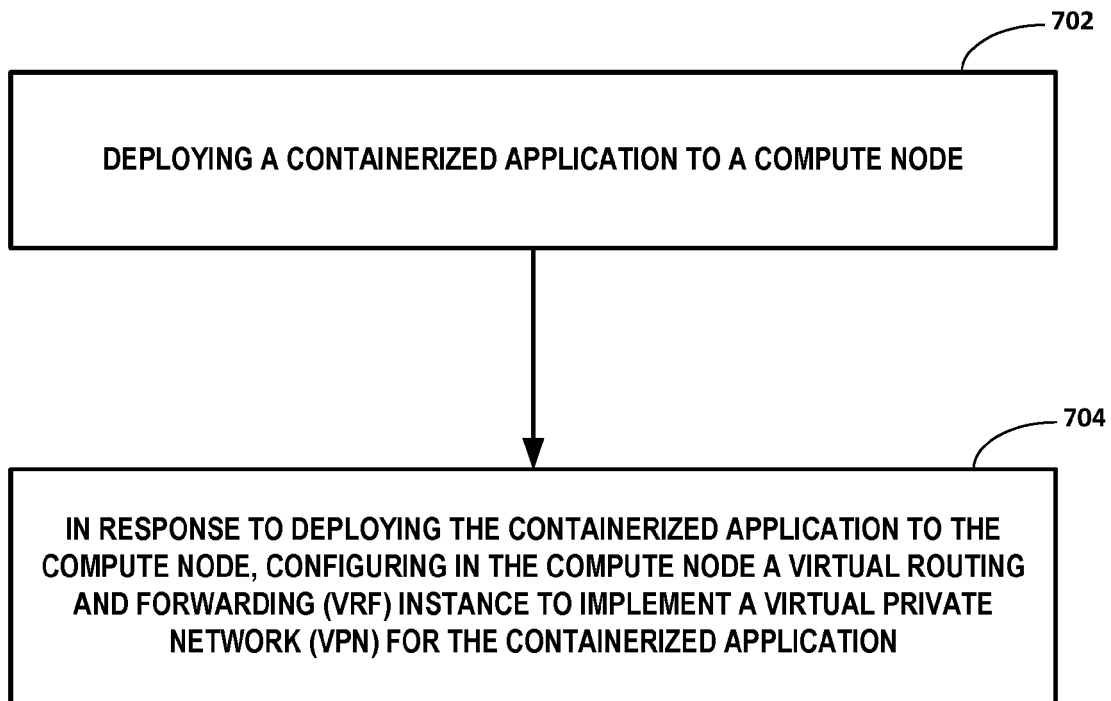 702
DEPLOYING A CONTAINERIZED APPLICATION TO A COMPUTE NODE
704
IN RESPONSE TO DEPLOYING THE CONTAINERIZED APPLICATION TO THE
COMPUTE NODE, CONFIGURING IN THE COMPUTE NODE A VIRTUAL ROUTING
AND FORWARDING (VRF) INSTANCE TO IMPLEMENT A VIRTUAL PRIVATE
NETWORK (VPN) FOR THE CONTAINERIZED APPLICATION